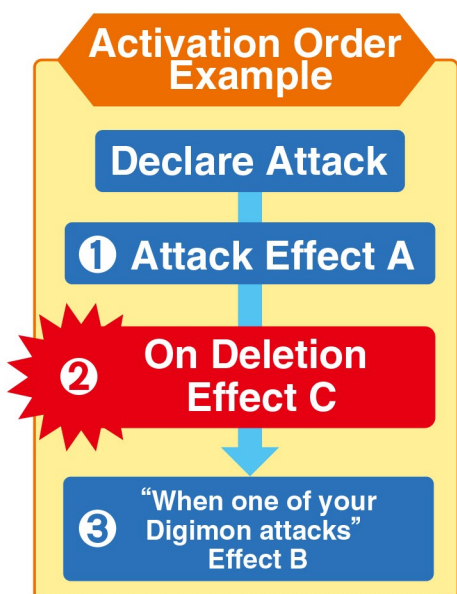 Activation Order
Example
Declare Attack
❶ Attack Effect A
❷
On Deletion
Effect C
❸
“When one of your
Digimon attacks”
Effect B